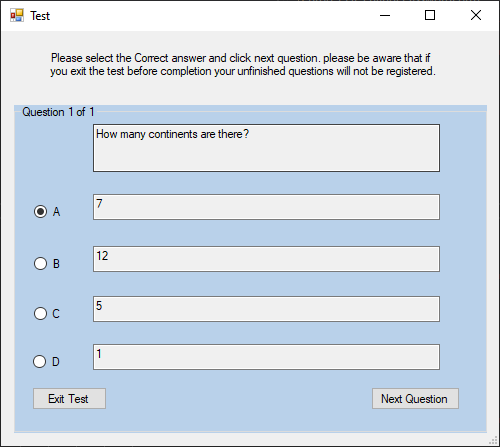 Test
Please select the Correct answer and click next question. please be aware that if
you exit the test before completion your unfinished questions will not be registered.
Question 1 of 1
How many continents are there?
A 7
B 12
C 5
D 1
Exit Test Next Question